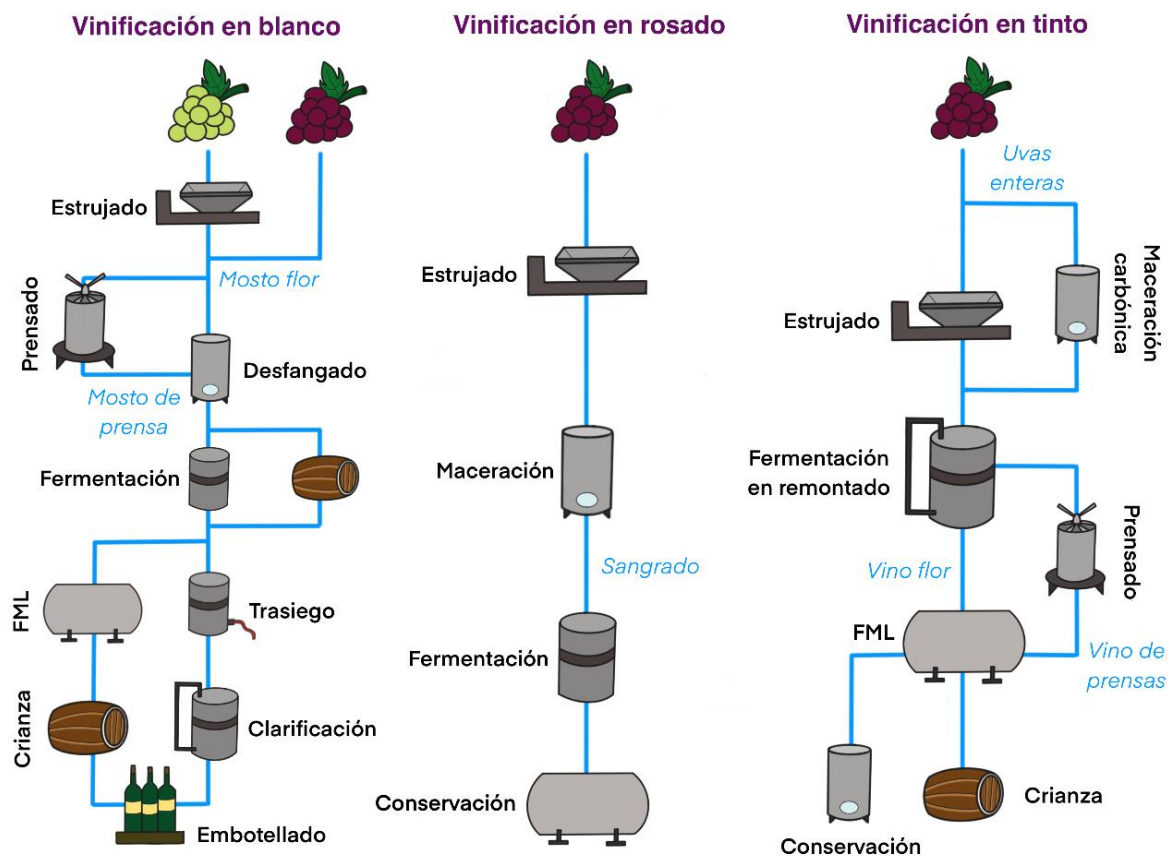 Vinificación en blanco
Estrujado
Mosto flor
Prensado
Desfangado
Mosto de
prensa
Fermentación
FML
Trasiego
Crianza
Clarificación
Embotellado
Vinificación en rosado
Estrujado
Maceración
Sangrado
Fermentación
Conservación
Vinificación en tinto
Uvas
enteras
Maceración
carbónica
Estrujado
Fermentación
en remontado
Prensado
Vino flor
FML
Vino de
prensas
Crianza
Conservación